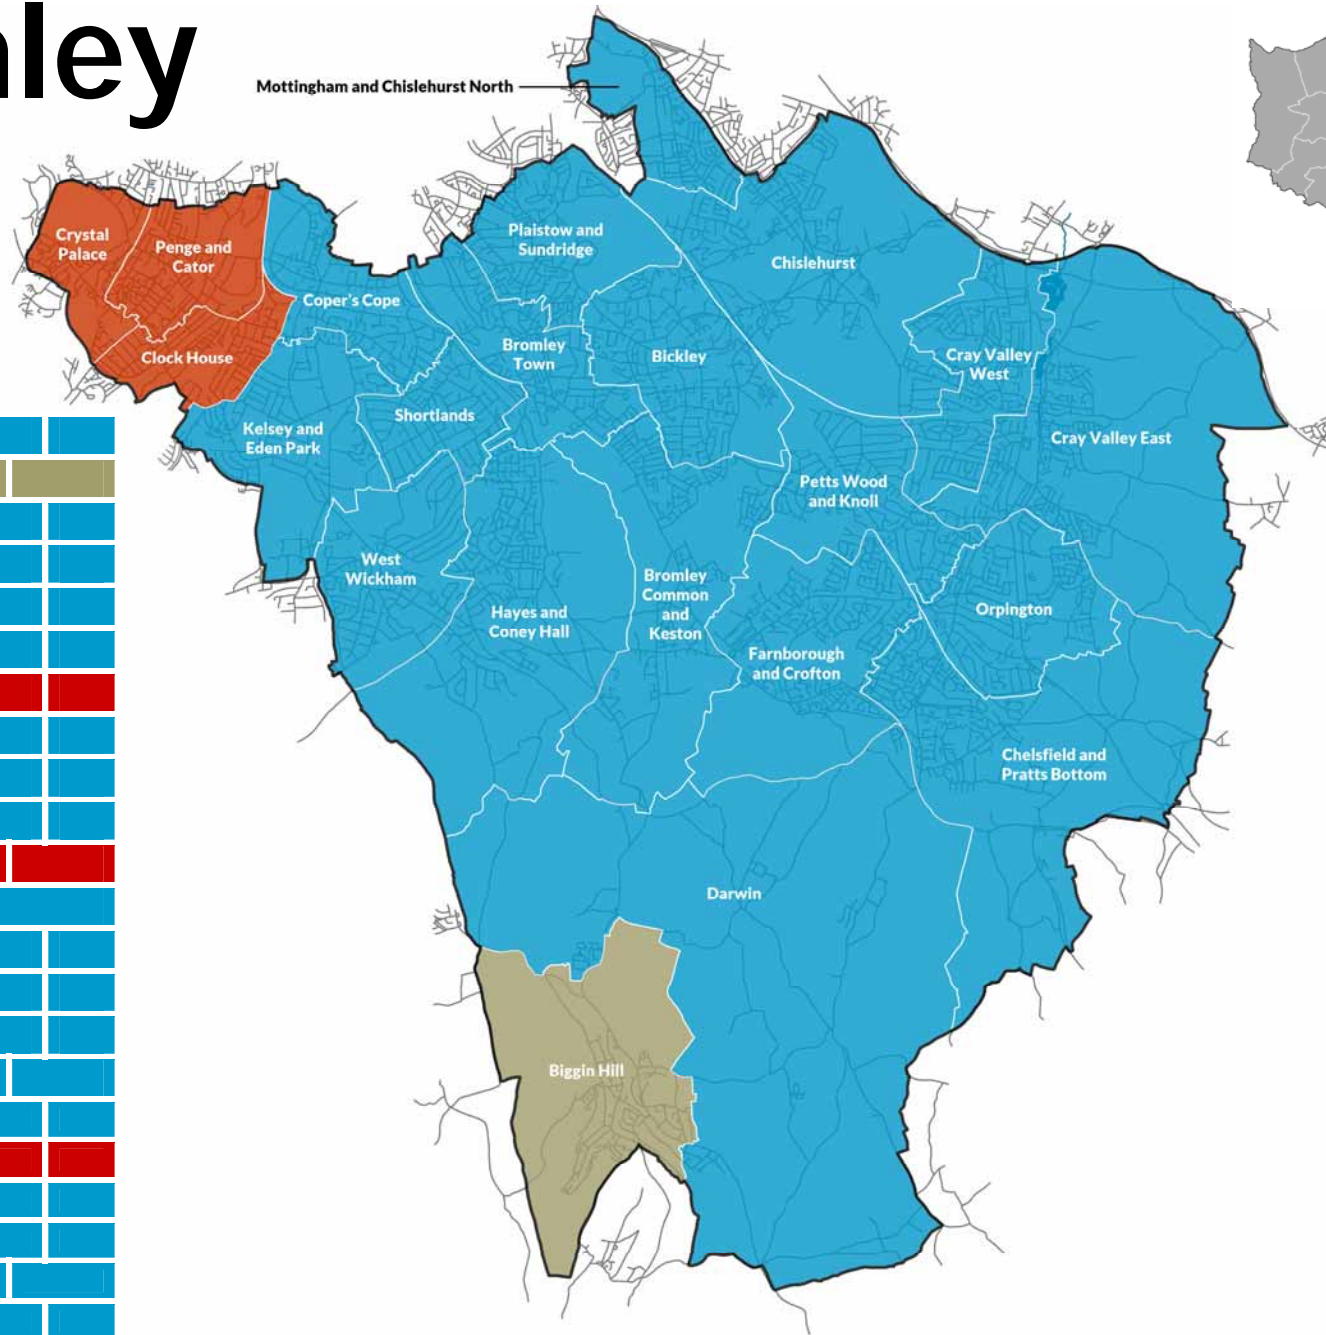 ley
Mottingham and Chislehurst North
Crystal
Palace
Penge and
Cator
Plaistow and
Sundridge
Chislehurst
Coper's Cope
Clock House
Bromley
Town
Bickley
Cray Valley
West
Shortlands
Kelsey and
Eden Park
Cray Valley East
Petts Wood
and Knoll
West
Wickham
Bromley
Common
and
Keston
Hayes and
Coney Hall
Orpington
Farnborough
and Crofton
Chelsfield and
Pratts Bottom
Darwin
Biggin Hill